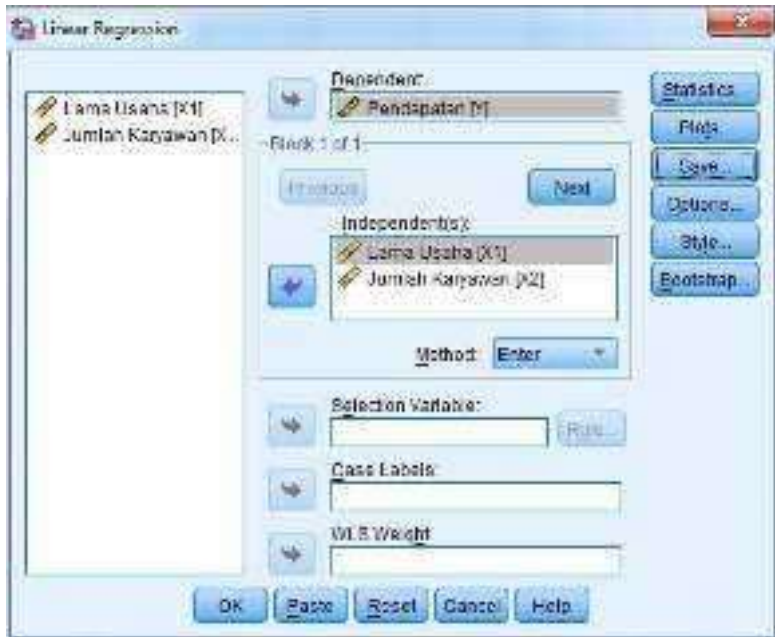 Linear Regression
Lama Usaha [X1]
Jumlah Karyawan [X...
Dependent:
Pendapatan [Y]
Block 1 of 1
Previous
Next
Independent(s):
Lama Usaha [X1]
Jumlah Karyawan [X2]
Method: Enter
Selection Variable:
Rule...
Case Labels:
WLS Weight:
Statistics...
Plots...
Save...
Options...
Style...
Bootstrap...
OK Paste Reset Cancel Help